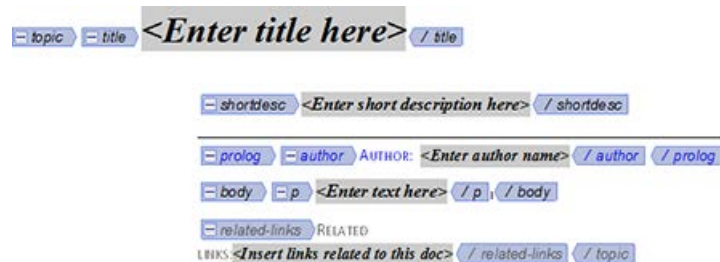 topic title <Enter title here> / title
shortdesc <Enter short description here> / shortdesc
prolog author AUTHOR: <Enter author name> / author / prolog
body p <Enter text here> / p / body
related-links RELATED
LINKS: <Insert links related to this doc> / related-links / topic